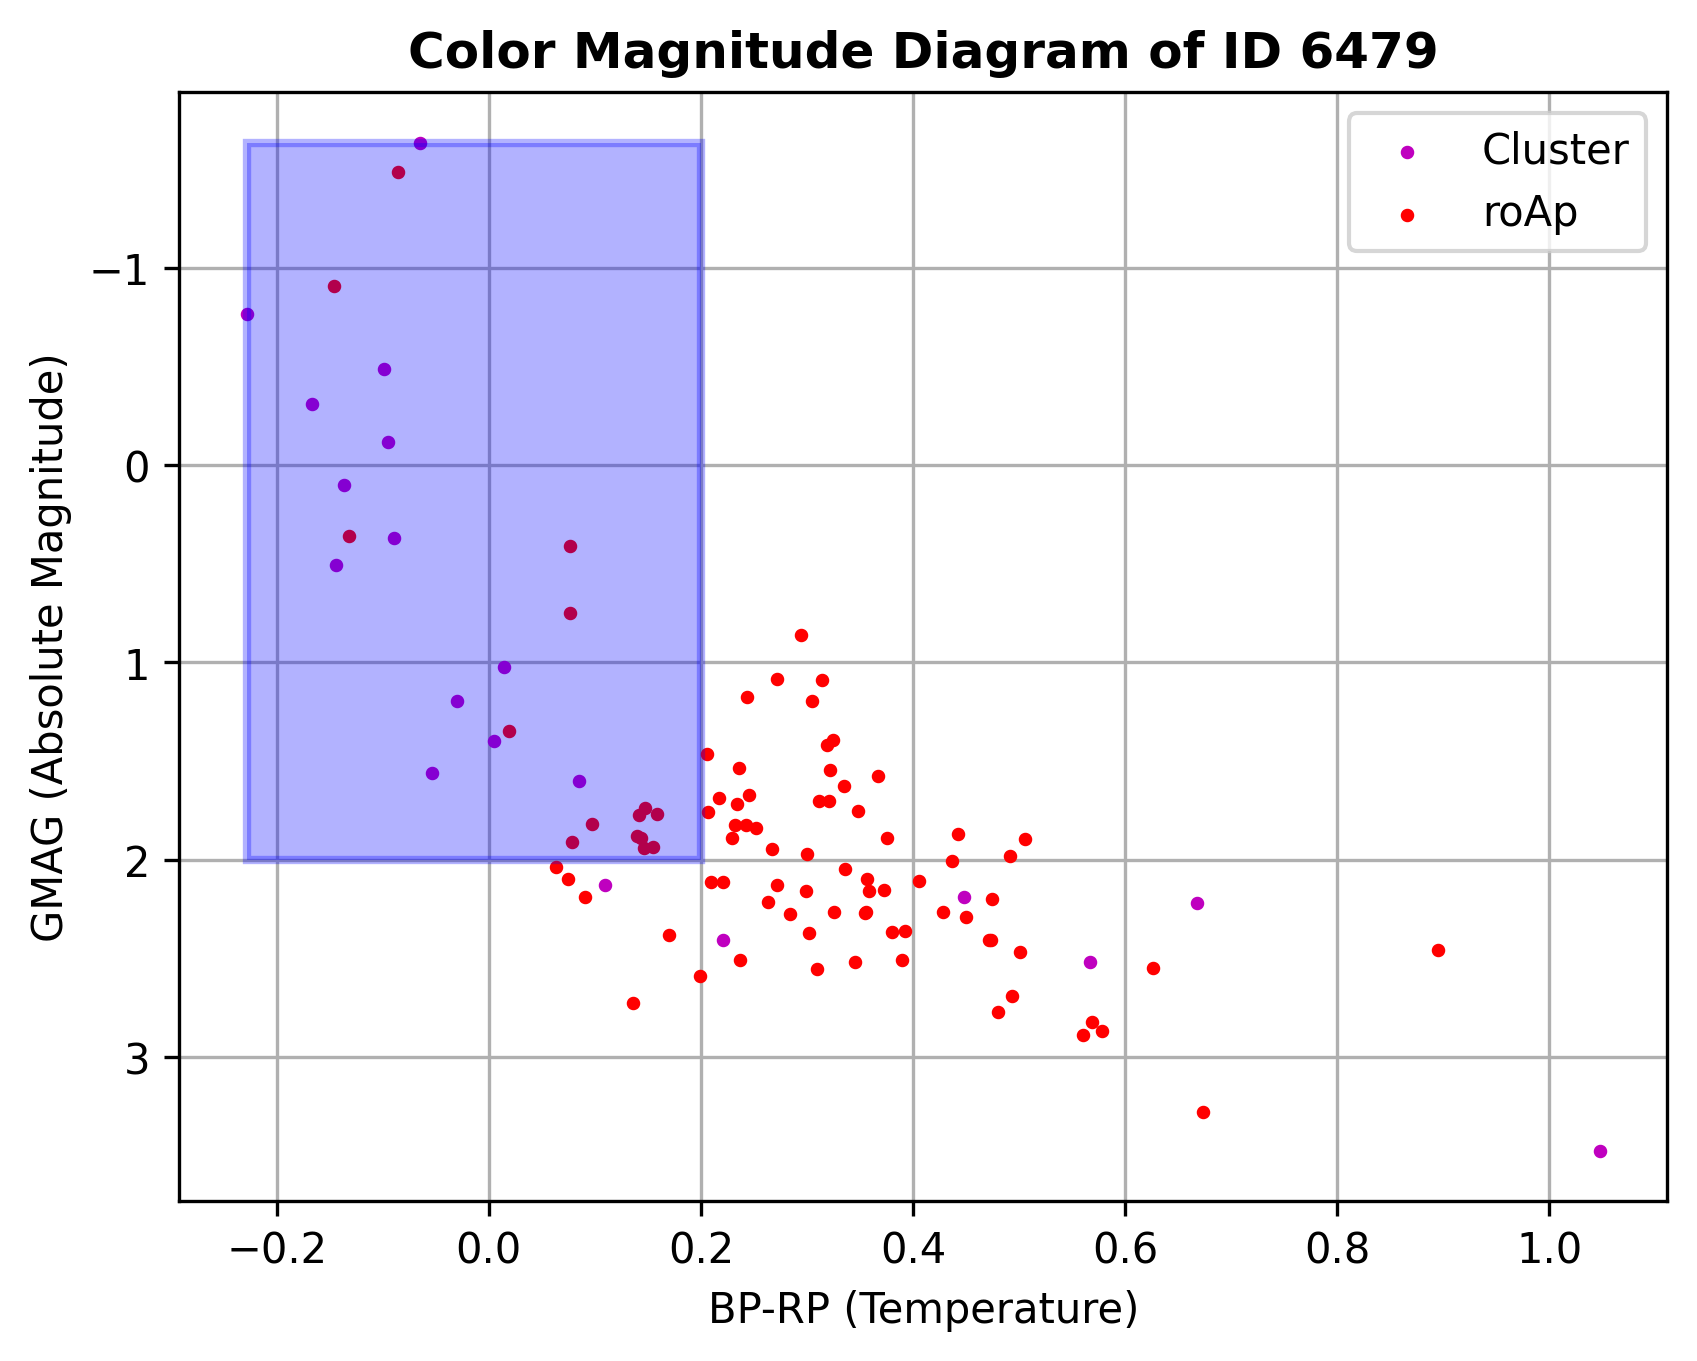 Color Magnitude Diagram of ID 6479
Cluster
roAp
−1
0
1
2
3
GMAG (Absolute Magnitude)
−0.2 0.0 0.2 0.4 0.6 0.8 1.0
BP-RP (Temperature)